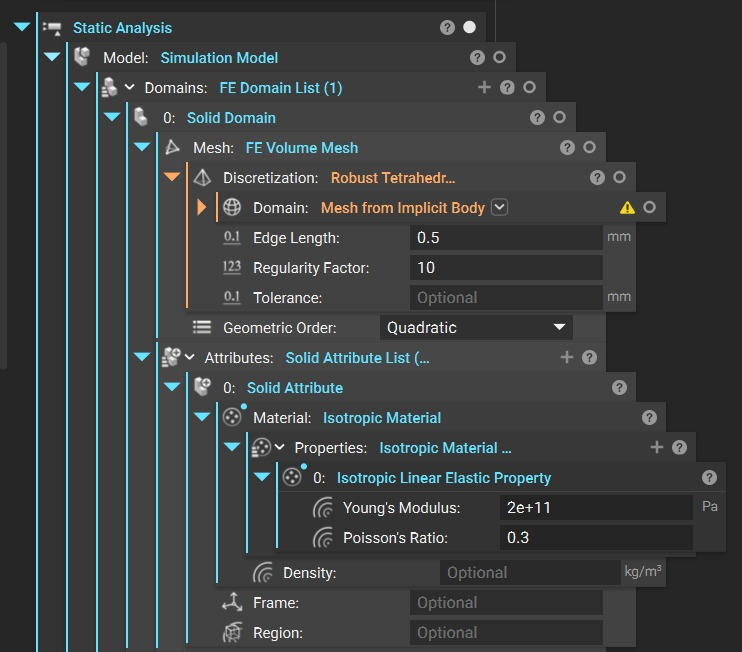 Static Analysis ?
Model: Simulation Model ?
Domains: FE Domain List (1) + ?
0: Solid Domain ?
Mesh: FE Volume Mesh ?
Discretization: Robust Tetrahedr... ?
Domain: Mesh from Implicit Body
0.1 Edge Length: 0.5 mm
123 Regularity Factor: 10
0.1 Tolerance: Optional mm
Geometric Order: Quadratic
Attributes: Solid Attribute List (... + ?
0: Solid Attribute ?
Material: Isotropic Material ?
Properties: Isotropic Material ... + ?
0: Isotropic Linear Elastic Property ?
Young's Modulus: 2e+11 Pa
Poisson's Ratio: 0.3
Density: Optional kg/m³
Frame: Optional
Region: Optional